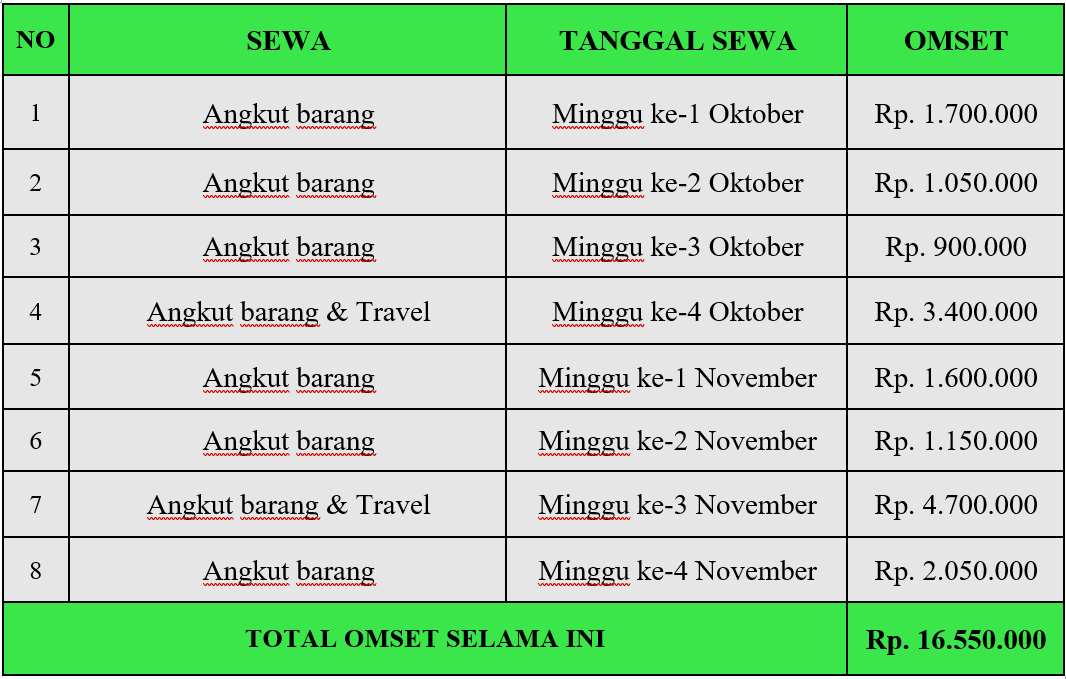 NO SEWA TANGGAL SEWA OMSET
1 Angkut barang Minggu ke-1 Oktober Rp. 1.700.000
2 Angkut barang Minggu ke-2 Oktober Rp. 1.050.000
3 Angkut barang Minggu ke-3 Oktober Rp. 900.000
4 Angkut barang & Travel Minggu ke-4 Oktober Rp. 3.400.000
5 Angkut barang Minggu ke-1 November Rp. 1.600.000
6 Angkut barang Minggu ke-2 November Rp. 1.150.000
7 Angkut barang & Travel Minggu ke-3 November Rp. 4.700.000
8 Angkut barang Minggu ke-4 November Rp. 2.050.000
TOTAL OMSET SELAMA INI Rp. 16.550.000